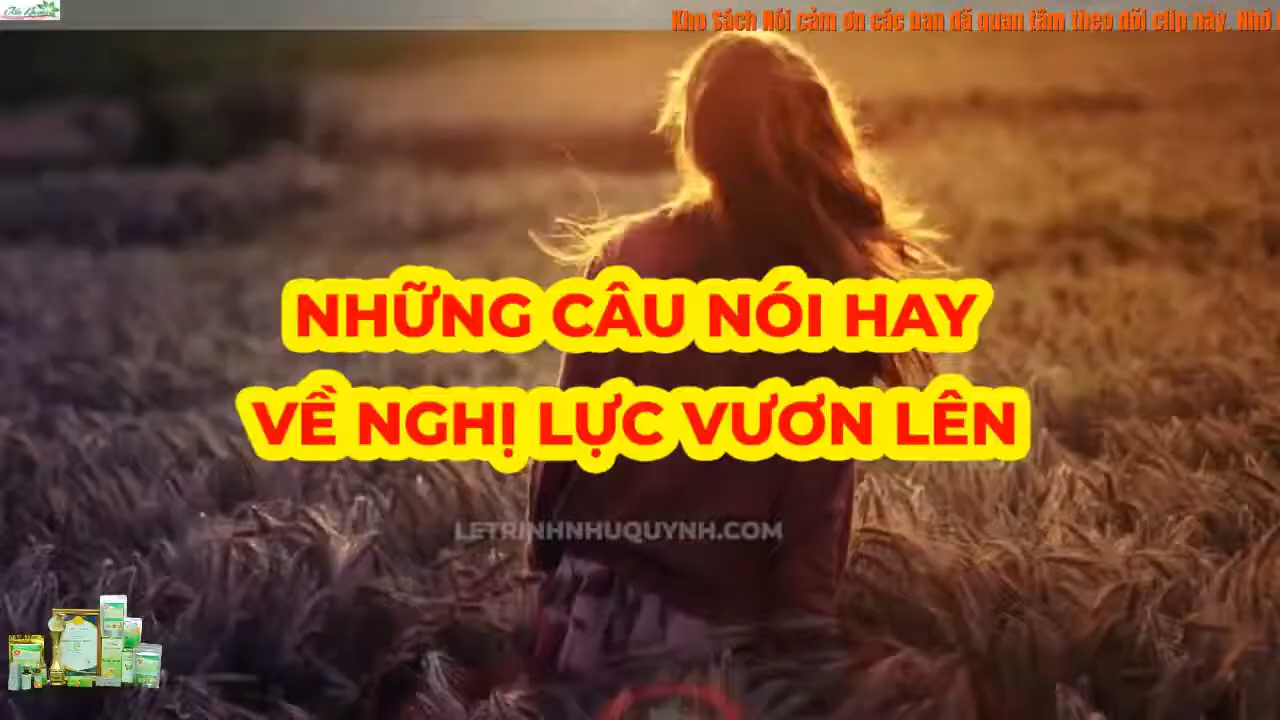 Kho Sách Nói cảm ơn các bạn đã quan tâm theo dõi clip này. Nhớ
NHỮNG CÂU NÓI HAY
VỀ NGHỊ LỰC VƯƠN LÊN
LETRINHNHUQUYNH.COM